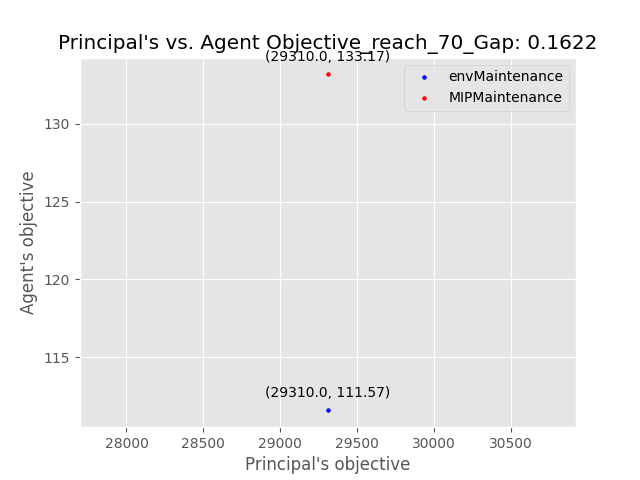 Principal's vs. Agent Objective_reach_70_Gap: 0.1622
(29310.0, 133.17)
envMaintenance
MIPMaintenance
130
125
120
115
Agent's objective
(29310.0, 111.57)
28000 28500 29000 29500 30000 30500
Principal's objective